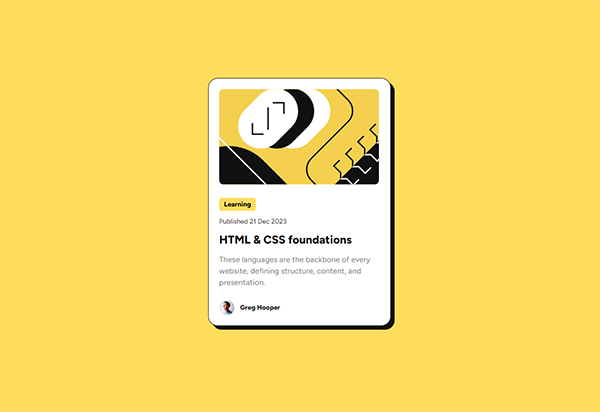 Learning
Published 21 Dec 2023
HTML & CSS foundations
These languages are the backbone of every
website, defining structure, content, and
presentation.
Greg Hooper